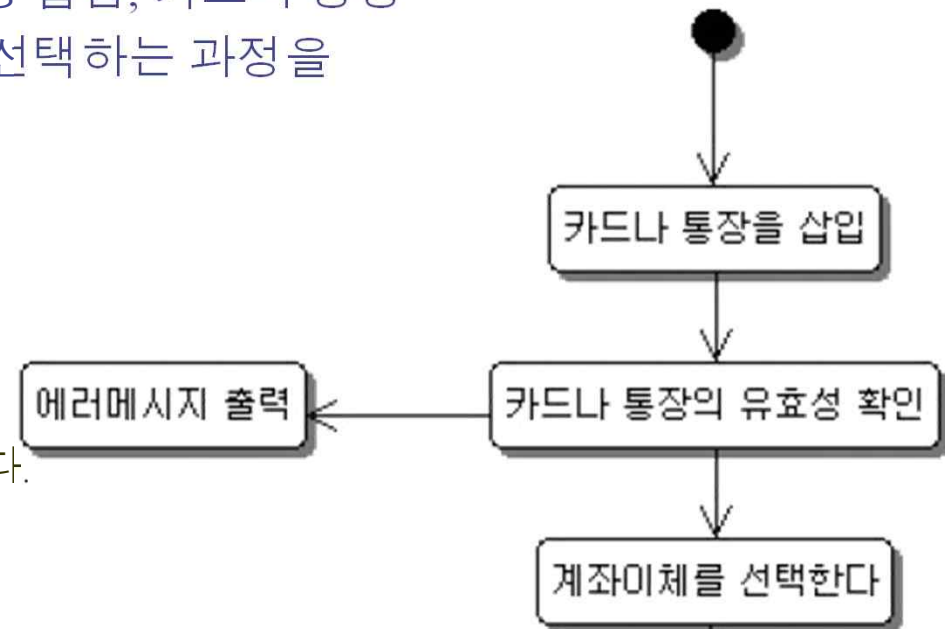 선택하는 과정을
카드나 통장을 삽입
에러메시지 출력
카드나 통장의 유효성 확인
다.
계좌이체를 선택한다